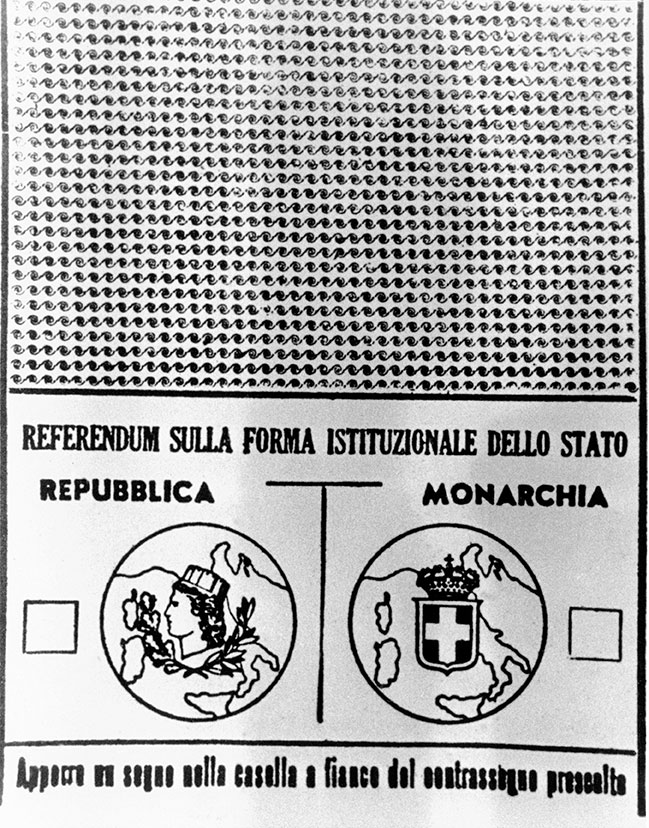 REFERENDUM SULLA FORMA ISTITUZIONALE DELLO STATO
REPUBBLICA
MONARCHIA
Apporre un segno nella casella a fianco del contrassegno prescelto